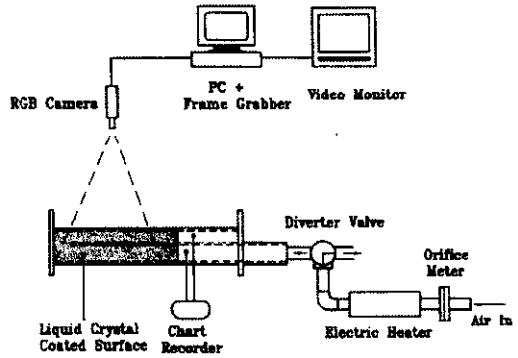 PC +
Frame Grabber
Video Monitor
RGB Camera
Diverter Valve
Orifice
Meter
Liquid Crystal
Coated Surface
Chart
Recorder
Electric Heater
Air In